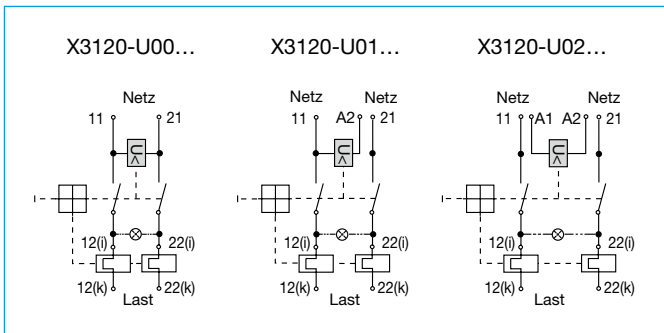 X3120-U00...
X3120-U01...
X3120-U02...
Netz
11 21
U<
12(i) 22(i)
12(k) 22(k)
Last
Netz Netz
11 A2 21
U<
12(i) 22(i)
12(k) 22(k)
Last
Netz Netz
11 A1 A2 21
U<
12(i) 22(i)
12(k) 22(k)
Last